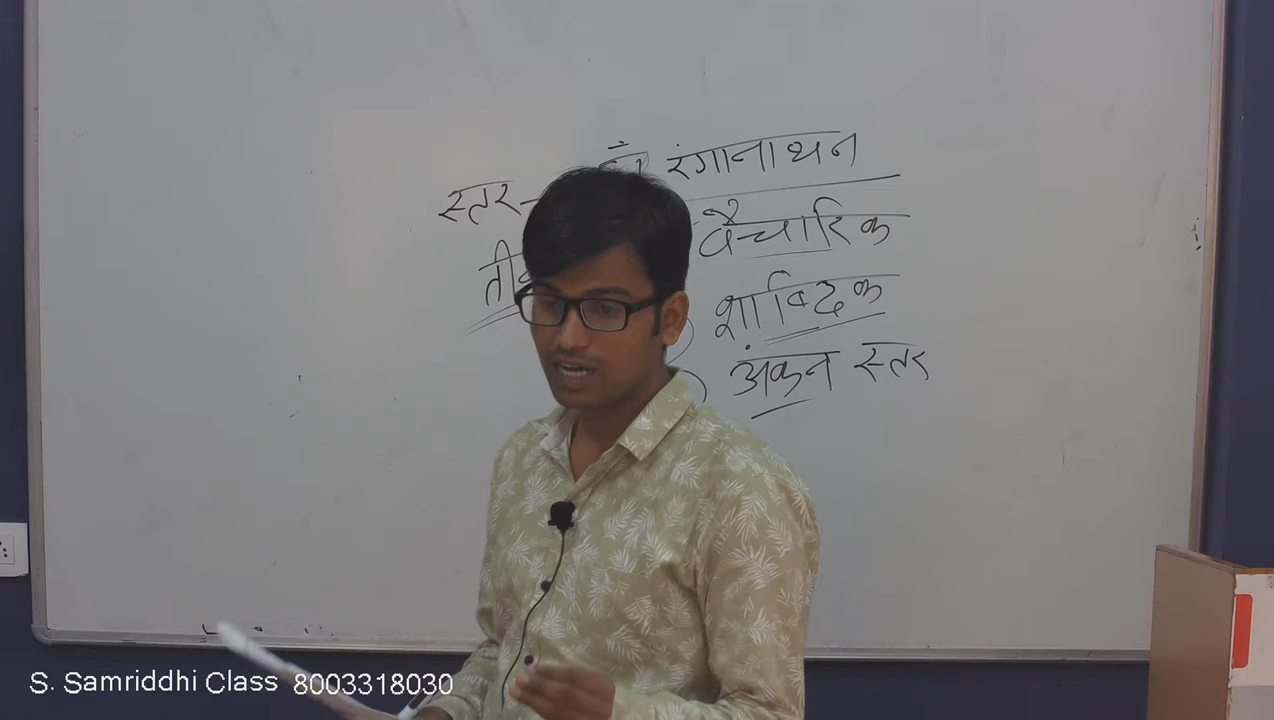 रंगानाथन
स्तर-
वैचारिक
शाब्दिक
अंकन स्तर
S. Samriddhi Class 8003318030